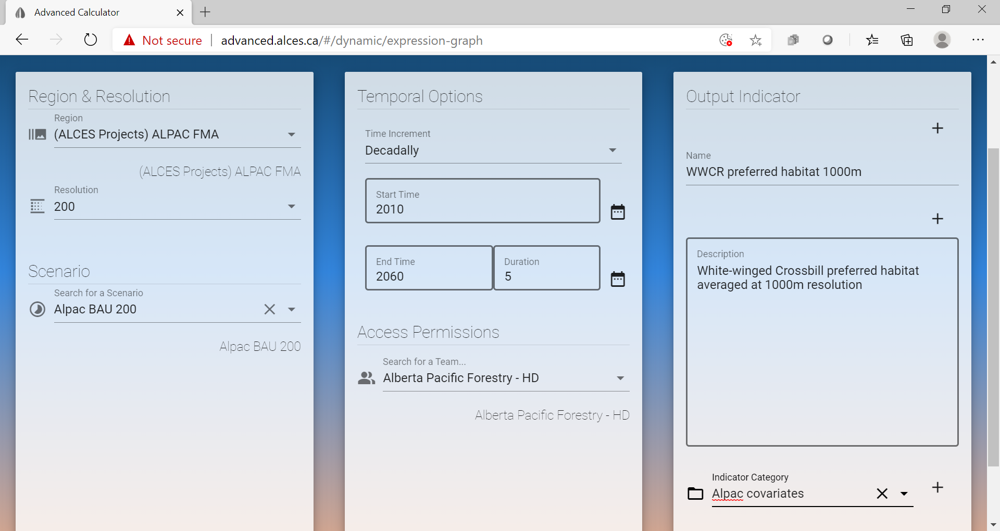 Advanced Calculator
Not secure
advanced.alces.ca/#/dynamic/expression-graph
Region & Resolution
Region
(ALCES Projects) ALPAC FMA
(ALCES Projects) ALPAC FMA
Resolution
200
Scenario
Search for a Scenario
Alpac BAU 200
Alpac BAU 200
Temporal Options
Time Increment
Decadally
Start Time
2010
End Time
2060
Duration
5
Access Permissions
Search for a Team...
Alberta Pacific Forestry - HD
Alberta Pacific Forestry - HD
Output Indicator
Name
WWCR preferred habitat 1000m
Description
White-winged Crossbill preferred habitat
averaged at 1000m resolution
Indicator Category
Alpac covariates